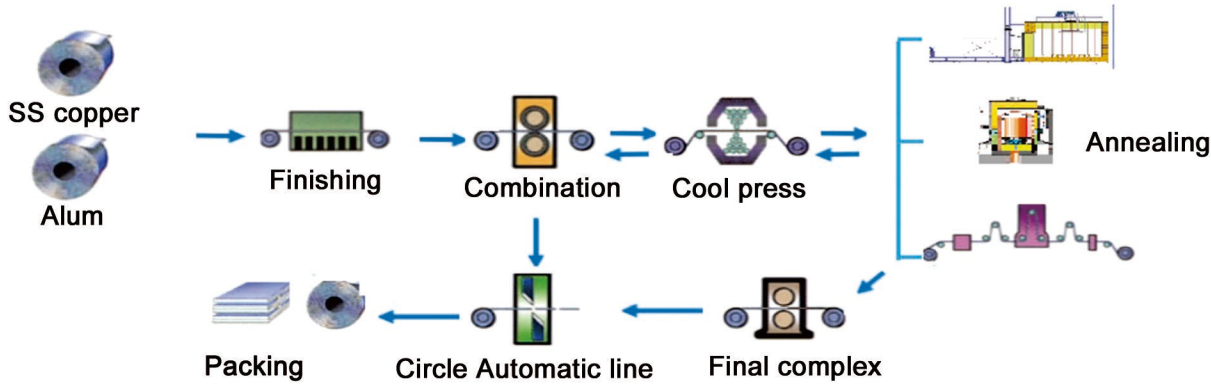 SS copper
Alum
Finishing
Combination
Cool press
Annealing
Packing
Circle Automatic line
Final complex